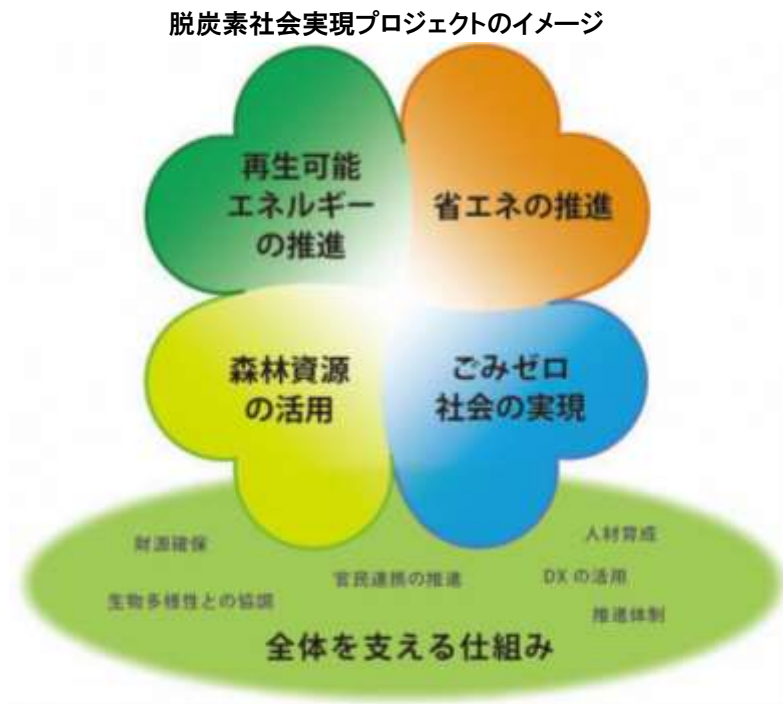 脱炭素社会実現プロジェクトのイメージ
再生可能
エネルギー
の推進
省エネの推進
森林資源
の活用
ごみゼロ
社会の実現
財源確保
人材育成
官民連携の推進
DXの活用
生物多様性との協調
推進体制
全体を支える仕組み